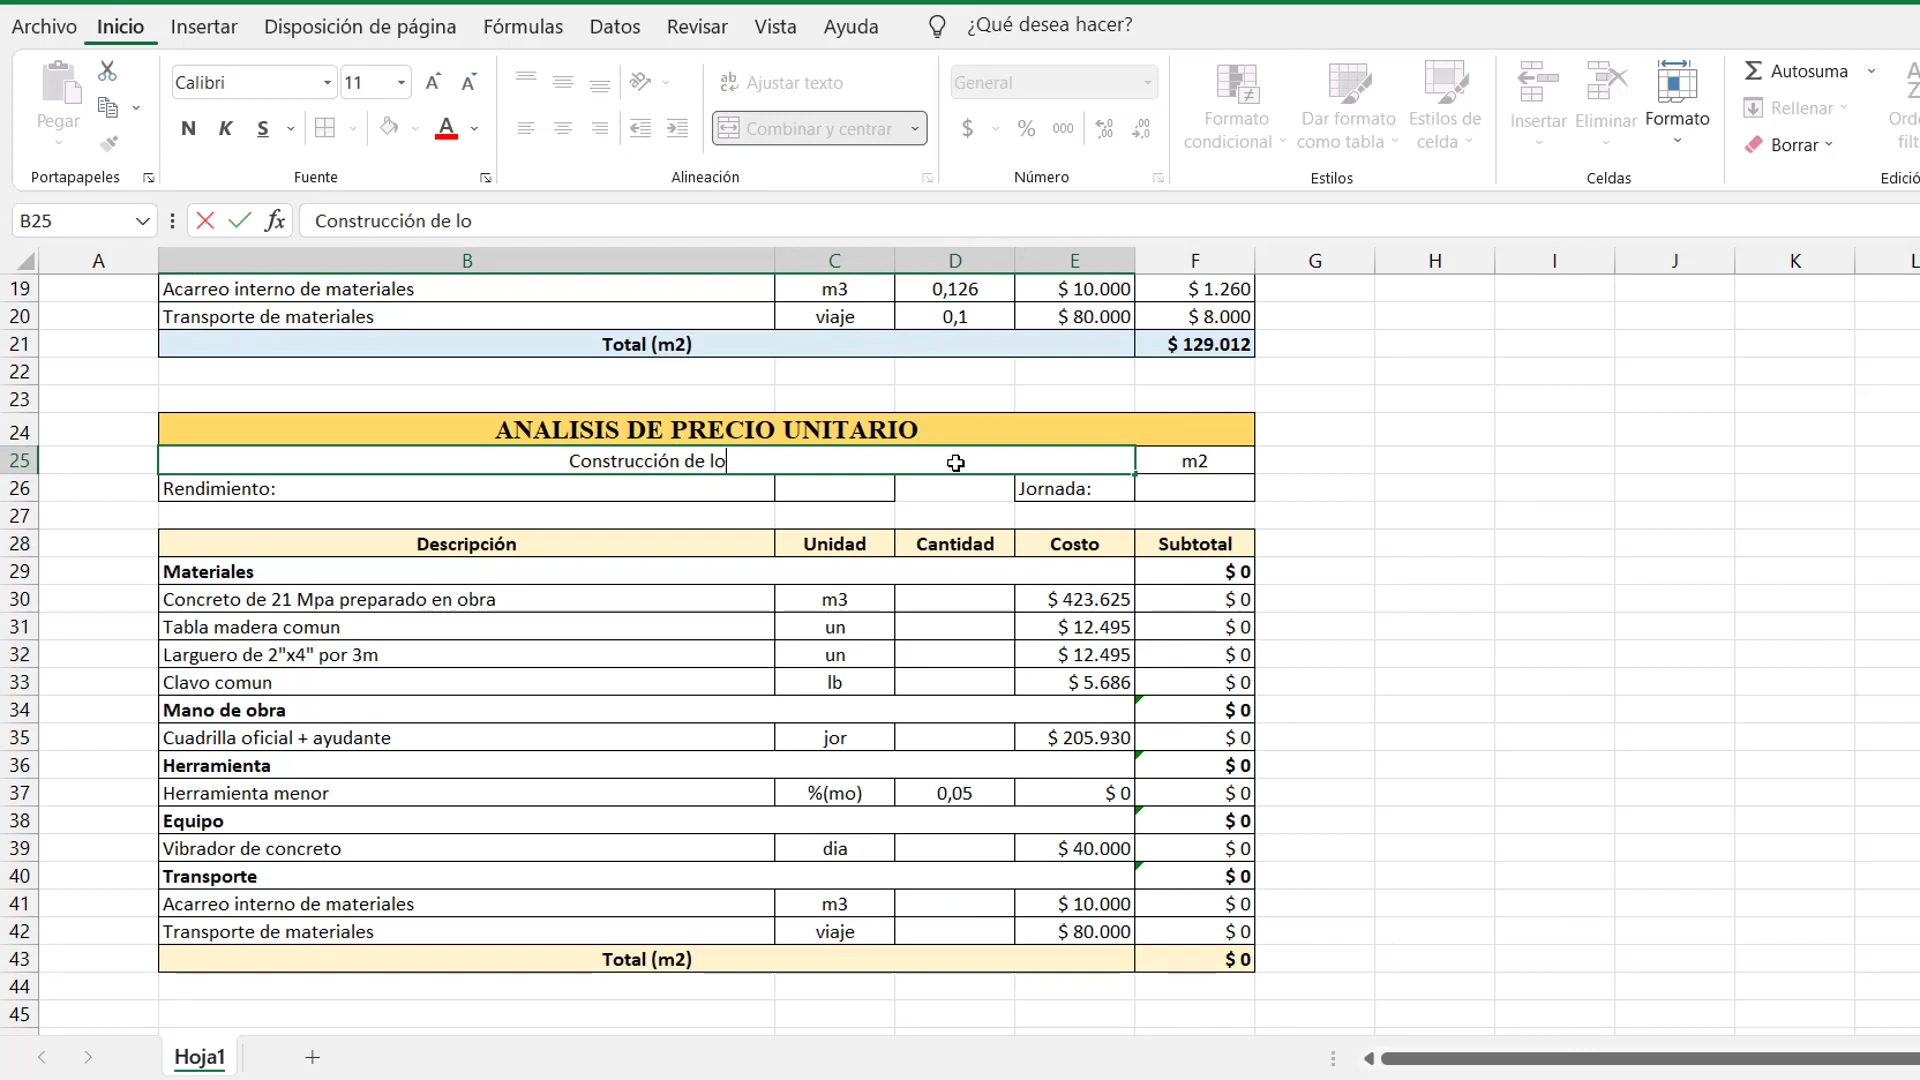 Archivo Inicio Insertar Disposición de página Fórmulas Datos Revisar Vista Ayuda ¿Qué desea hacer?
Pegar
Portapapeles
Calibri 11
N K S
Fuente
Ajustar texto
Combinar y centrar
Alineación
General
$ % 000
Número
Formato condicional
Dar formato como tabla
Estilos de celda
Estilos
Insertar Eliminar Formato
Celdas
Autosuma
Rellenar
Borrar
B25 fx Construcción de lo
A B C D E F G H I J K L
19 Acarreo interno de materiales m3 0,126 $ 10.000 $ 1.260
20 Transporte de materiales viaje 0,1 $ 80.000 $ 8.000
21 Total (m2) $ 129.012
22
23
24 ANALISIS DE PRECIO UNITARIO
25 Construcción de lo m2
26 Rendimiento: Jornada:
27
28 Descripción Unidad Cantidad Costo Subtotal
29 Materiales $ 0
30 Concreto de 21 Mpa preparado en obra m3 $ 423.625 $ 0
31 Tabla madera comun un $ 12.495 $ 0
32 Larguero de 2"x4" por 3m un $ 12.495 $ 0
33 Clavo comun lb $ 5.686 $ 0
34 Mano de obra $ 0
35 Cuadrilla oficial + ayudante jor $ 205.930 $ 0
36 Herramienta $ 0
37 Herramienta menor %(mo) 0,05 $ 0 $ 0
38 Equipo $ 0
39 Vibrador de concreto dia $ 40.000 $ 0
40 Transporte $ 0
41 Acarreo interno de materiales m3 $ 10.000 $ 0
42 Transporte de materiales viaje $ 80.000 $ 0
43 Total (m2) $ 0
44
45
Hoja1